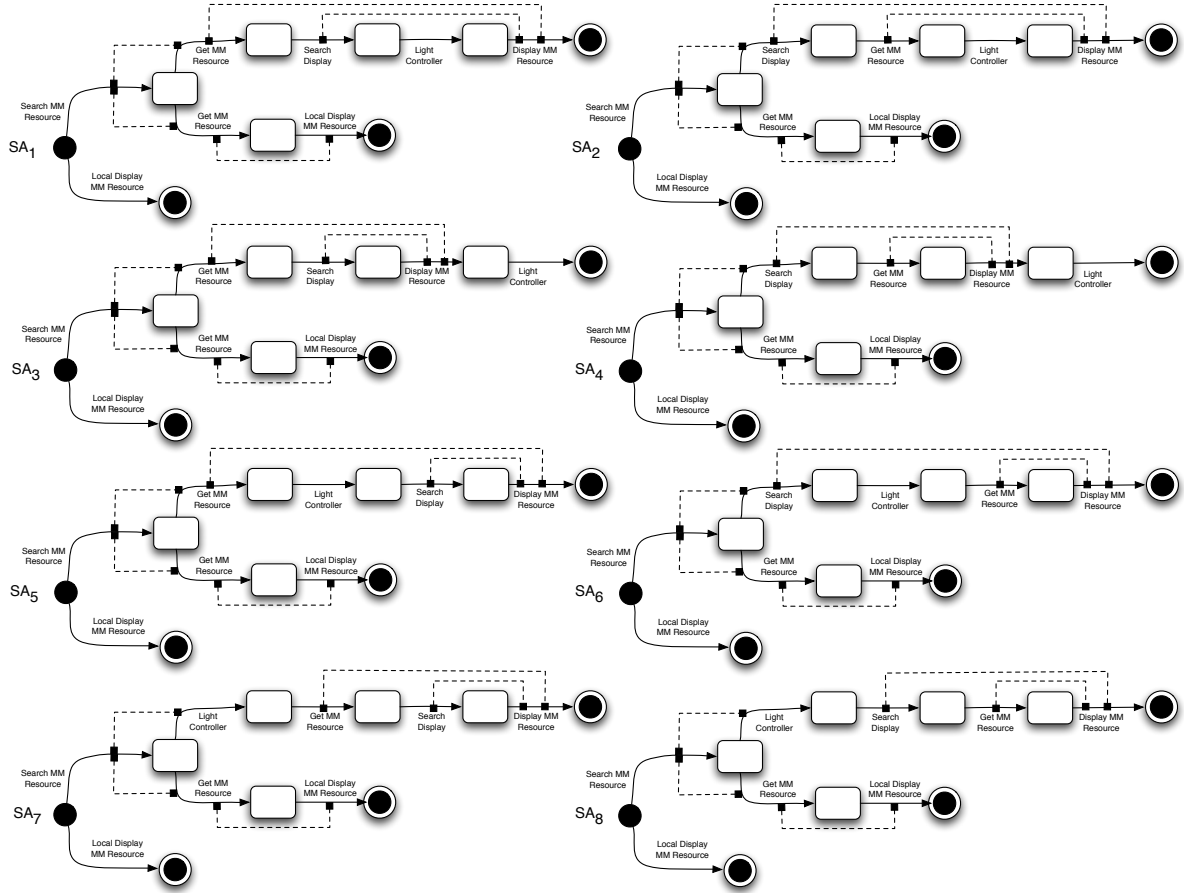 Get MM
Resource
Search
Display
Light
Controller
Display MM
Resource
Search MM
Resource
Get MM
Resource
Local Display
MM Resource
SA1
Local Display
MM Resource
Search
Display
Get MM
Resource
Light
Controller
Display MM
Resource
Search MM
Resource
Get MM
Resource
Local Display
MM Resource
SA2
Local Display
MM Resource
Get MM
Resource
Search
Display
Display MM
Resource
Light
Controller
Search MM
Resource
Get MM
Resource
Local Display
MM Resource
SA3
Local Display
MM Resource
Search
Display
Get MM
Resource
Display MM
Resource
Light
Controller
Search MM
Resource
Get MM
Resource
Local Display
MM Resource
SA4
Local Display
MM Resource
Get MM
Resource
Light
Controller
Search
Display
Display MM
Resource
Search MM
Resource
Get MM
Resource
Local Display
MM Resource
SA5
Local Display
MM Resource
Search
Display
Light
Controller
Get MM
Resource
Display MM
Resource
Search MM
Resource
Get MM
Resource
Local Display
MM Resource
SA6
Local Display
MM Resource
Light
Controller
Get MM
Resource
Search
Display
Display MM
Resource
Search MM
Resource
Get MM
Resource
Local Display
MM Resource
SA7
Local Display
MM Resource
Light
Controller
Search
Display
Get MM
Resource
Display MM
Resource
Search MM
Resource
Get MM
Resource
Local Display
MM Resource
SA8
Local Display
MM Resource